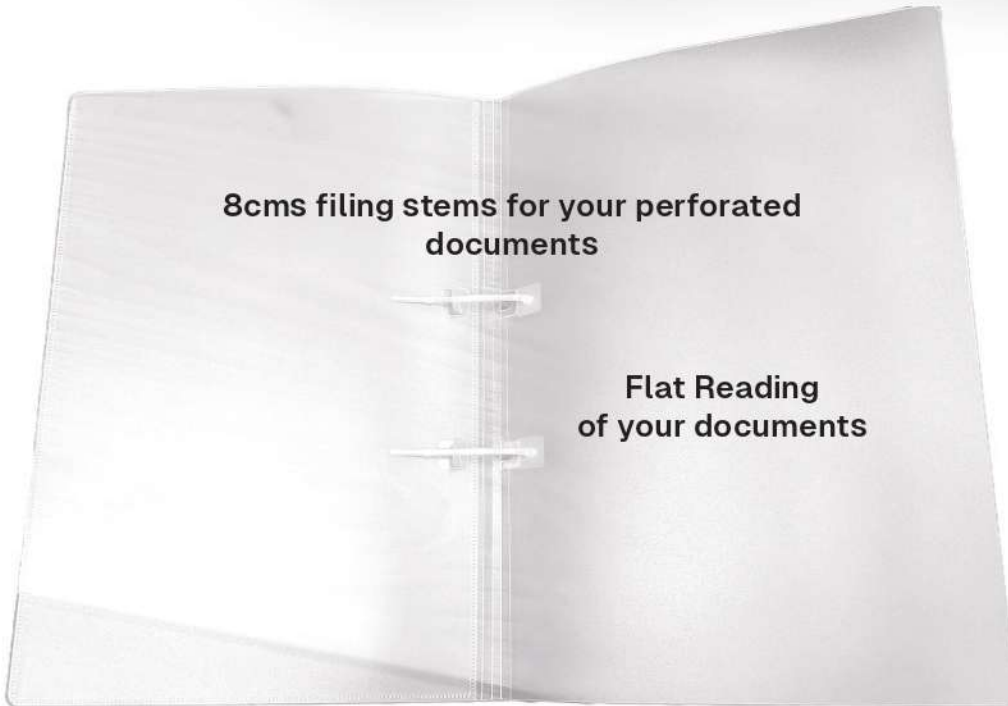 8cms filing stems for your perforated
documents
Flat Reading
of your documents